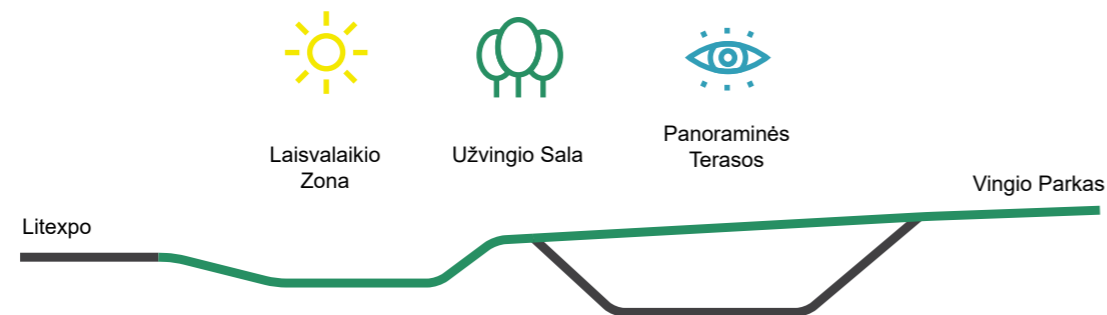 Laisvalaikio
Zona
Užvingio Sala
Panoraminės
Terasos
Vingio Parkas
Litexpo